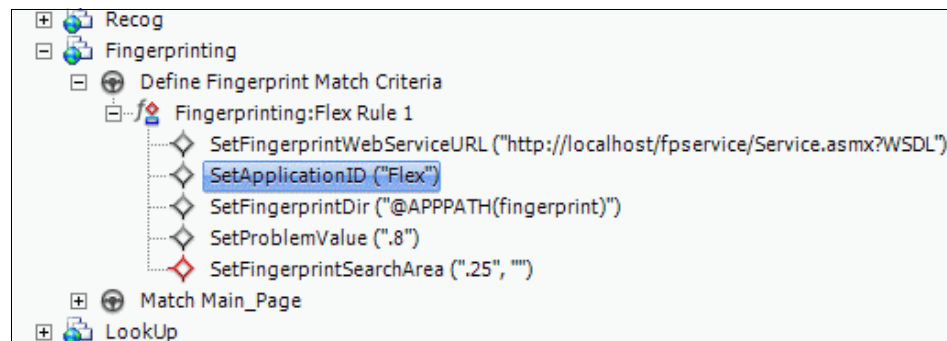 Recog
Fingerprinting
Define Fingerprint Match Criteria
Fingerprinting:Flex Rule 1
SetFingerprintWebServiceURL ("http://localhost/fpservice/Service.asmx?WSDL")
SetApplicationID ("Flex")
SetFingerprintDir ("@APPPATH(fingerprint)")
SetProblemValue (".8")
SetFingerprintSearchArea (".25", "")
Match Main_Page
LookUp